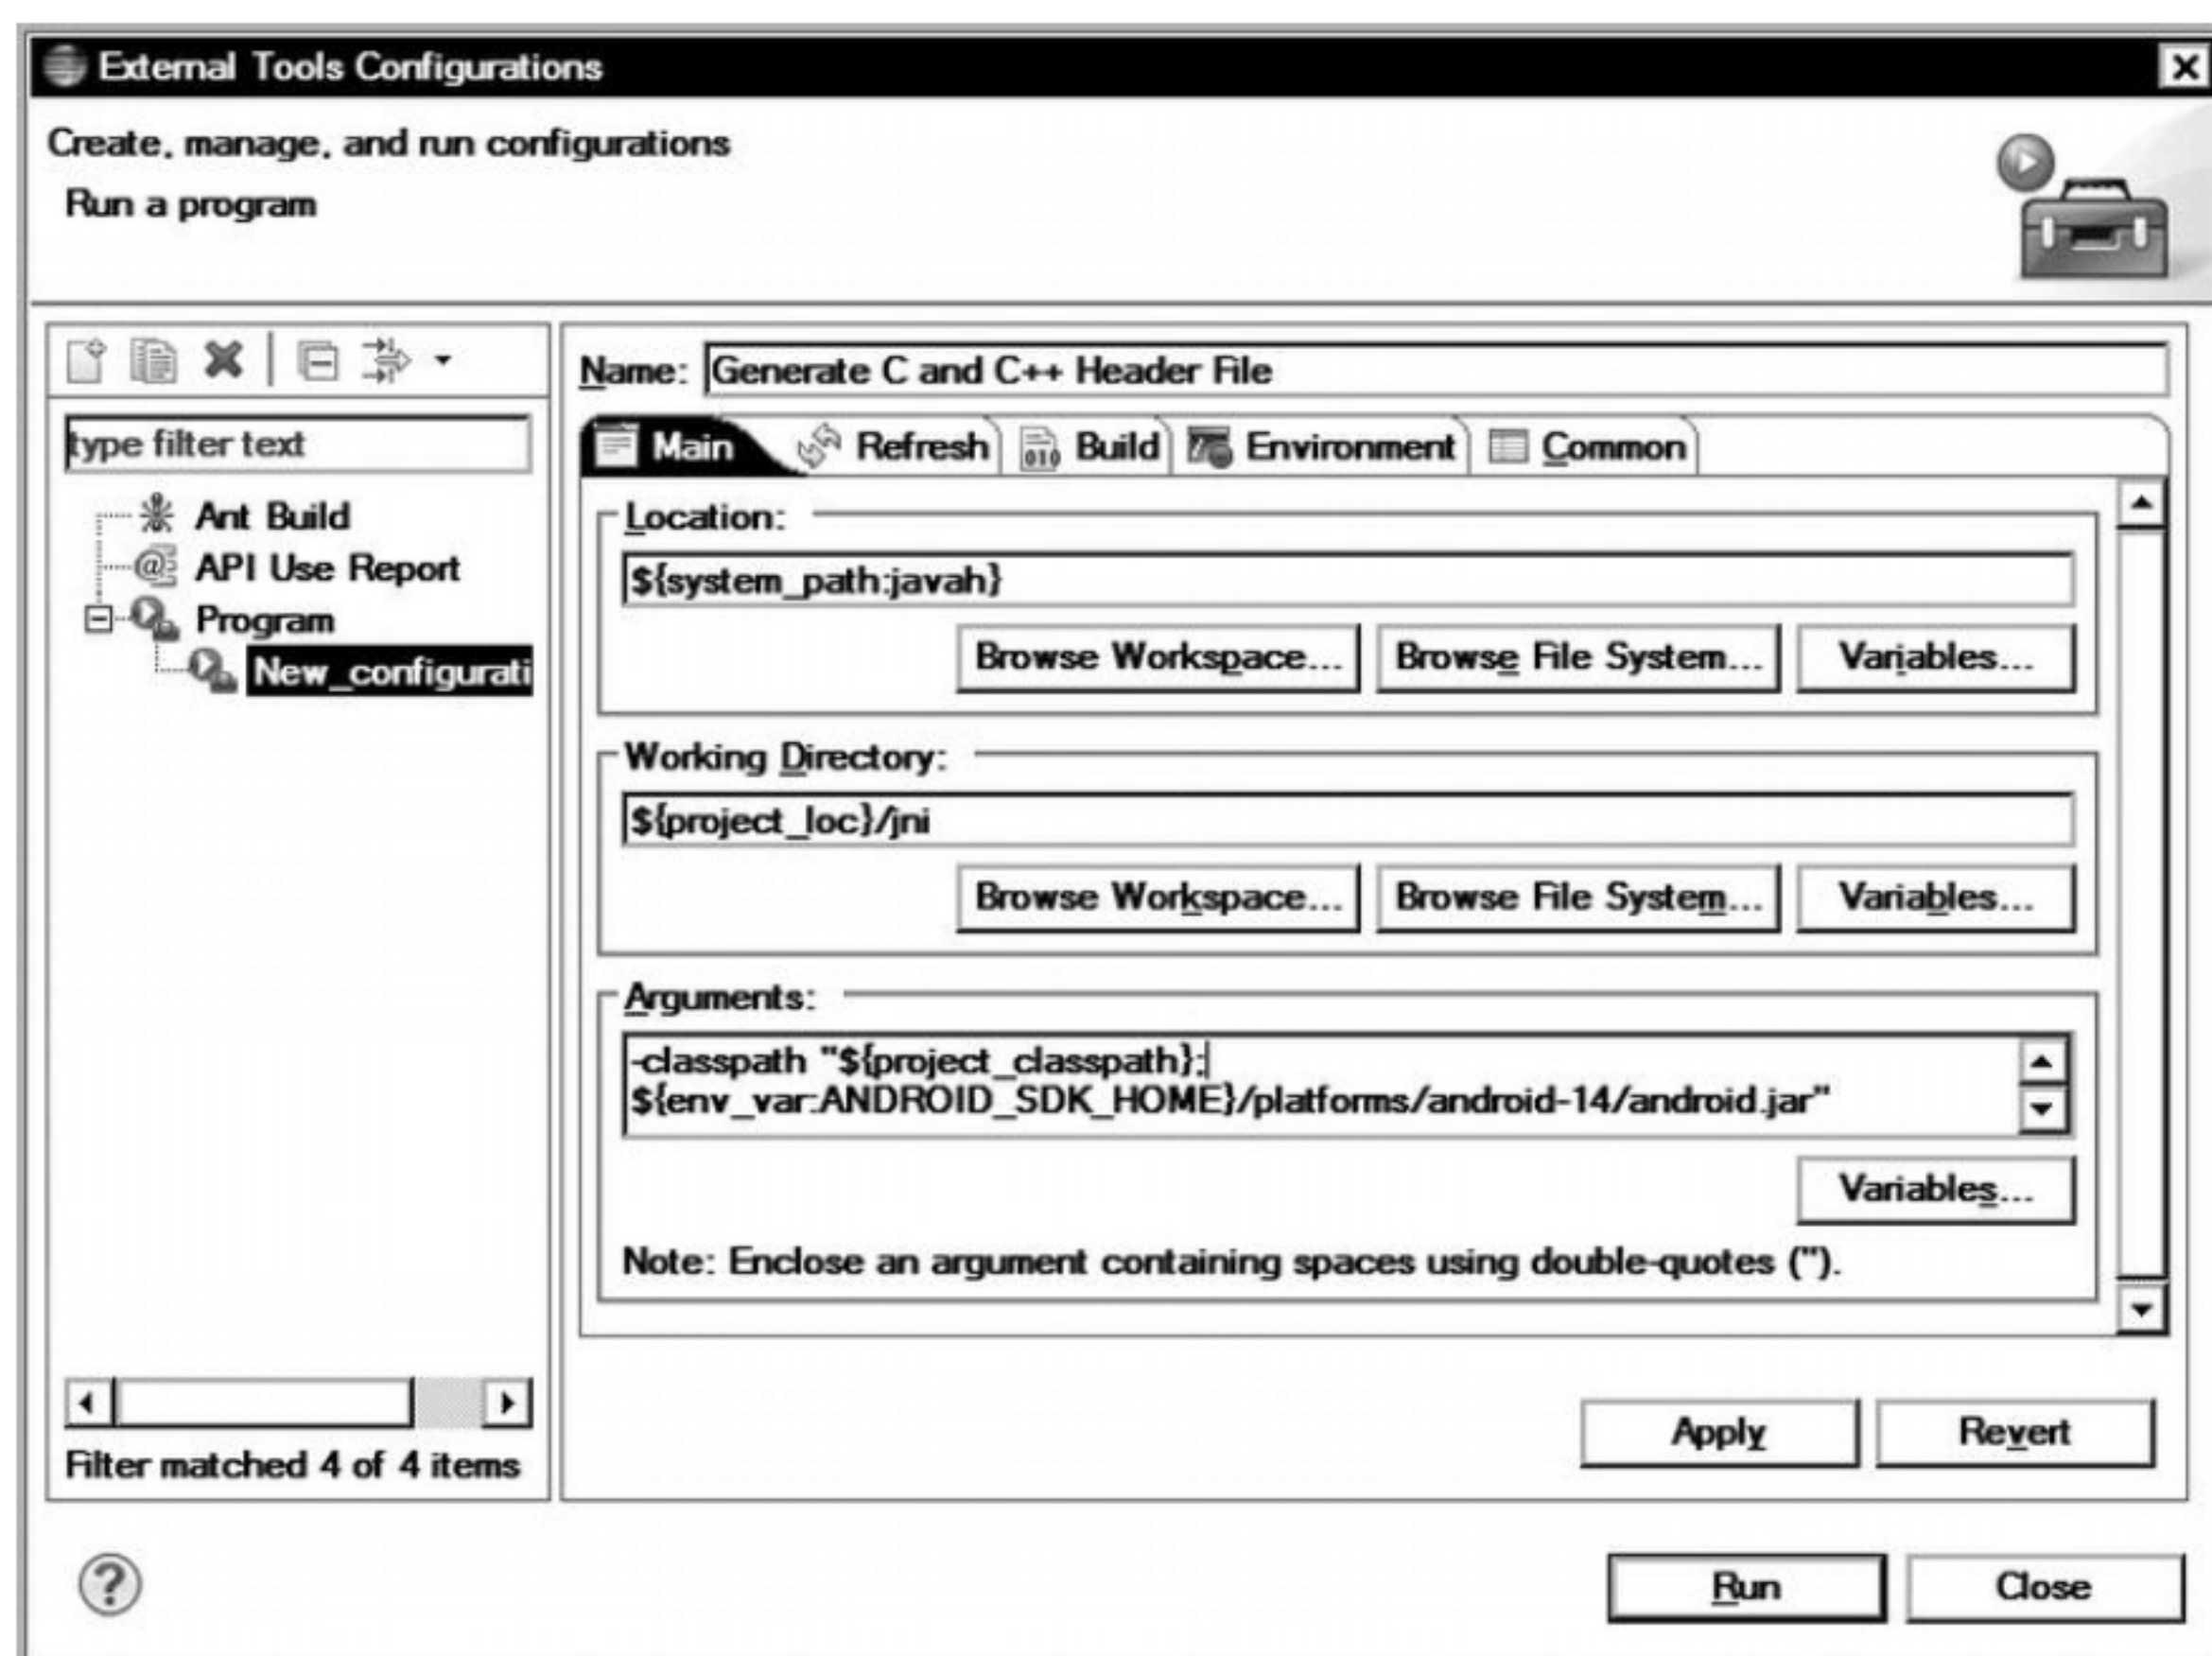 External Tools Configurations
Create, manage, and run configurations
Run a program
type filter text
Ant Build
API Use Report
Program
New_configurati
Filter matched 4 of 4 items
Name: Generate C and C++ Header File
Main Refresh Build Environment Common
Location:
${system_path:javah}
Browse Workspace... Browse File System... Variables...
Working Directory:
${project_loc}/jni
Browse Workspace... Browse File System... Variables...
Arguments:
-classpath "${project_classpath};
${env_var:ANDROID_SDK_HOME}/platforms/android-14/android.jar"
Variables...
Note: Enclose an argument containing spaces using double-quotes (").
Apply Revert
Run Close